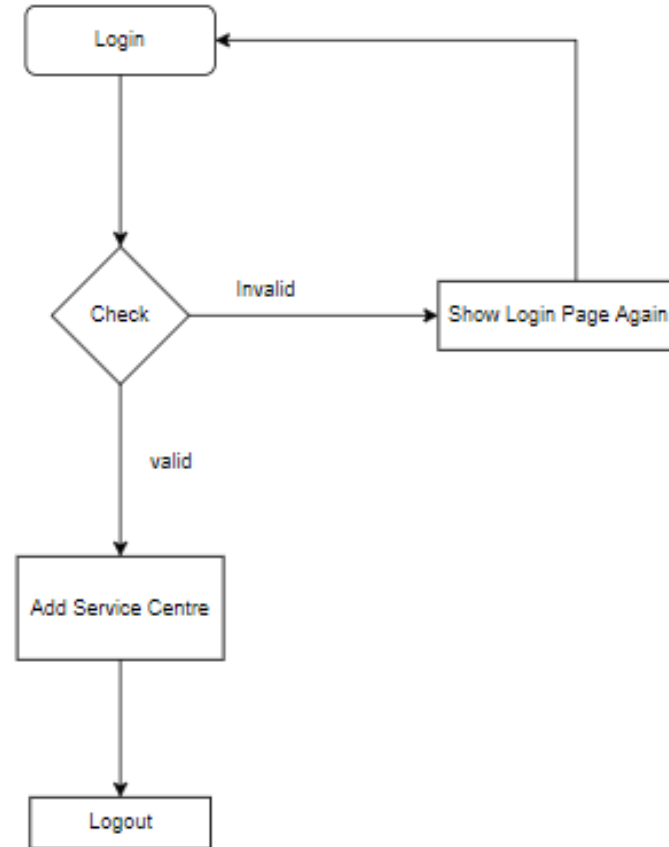 Login
Check
Invalid
Show Login Page Again
valid
Add Service Centre
Logout